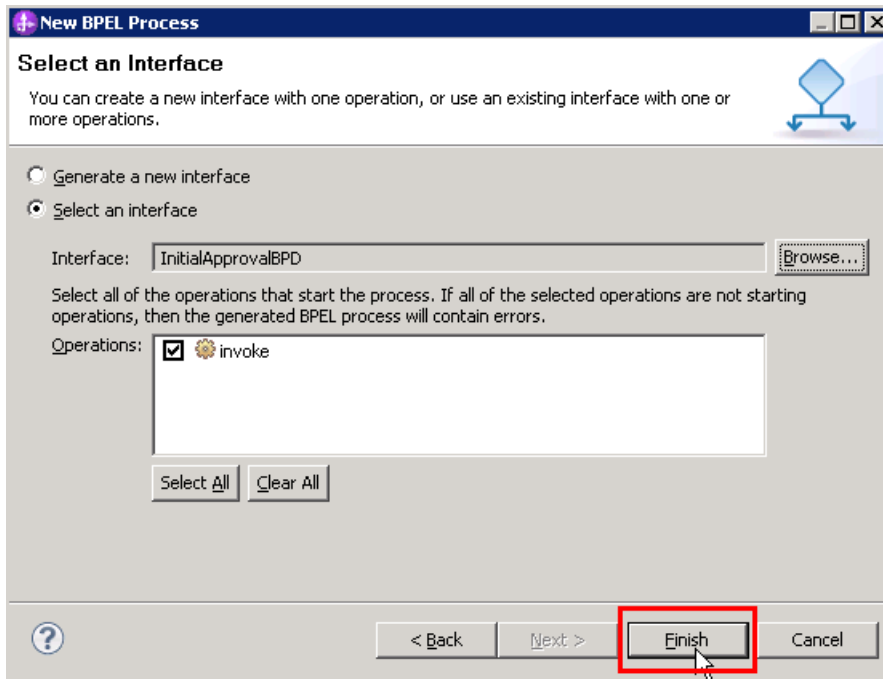 New BPEL Process
Select an Interface
You can create a new interface with one operation, or use an existing interface with one or
more operations.
Generate a new interface
Select an interface
Interface: InitialApprovalBPD Browse...
Select all of the operations that start the process. If all of the selected operations are not starting
operations, then the generated BPEL process will contain errors.
Operations: invoke
Select All Clear All
? < Back Next > Finish Cancel